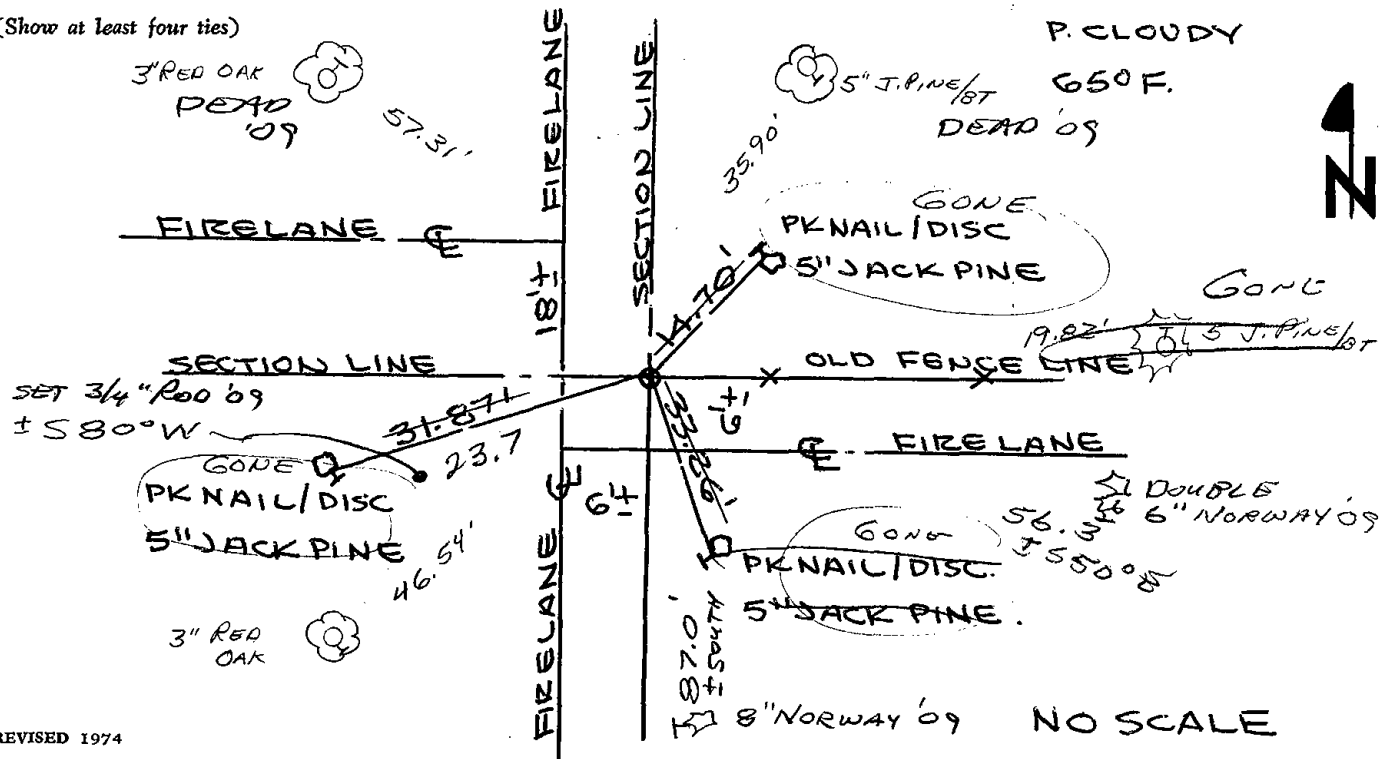 (Show at least four ties)
P. CLOUDY
65° F.
3" RED OAK
DEAD
'09
57.31'
FIRELANE
FIRELANE
SECTION LINE
5" J. PINE/BT
DEAD '09
35.90'
N
GONE
PK NAIL/DISC
5" JACK PINE
14.70'
FIRELANE ℄
18'±
GONE
19.82'
5 J. PINE/BT
SECTION LINE
OLD FENCE LINE
SET 3/4" ROD '09
± S80°W
31.87'
23.7
GONE
PK NAIL/DISC
5" JACK PINE
6'±
33.26'
℄ FIRELANE
℄
6'±
DOUBLE
6" NORWAY '09
56.3
± S50°E
GONE
PK NAIL/DISC.
5" JACK PINE.
46.54'
3" RED
OAK
FIRELANE
87.0'
± SOUTH
8" NORWAY '09
NO SCALE
REVISED 1974